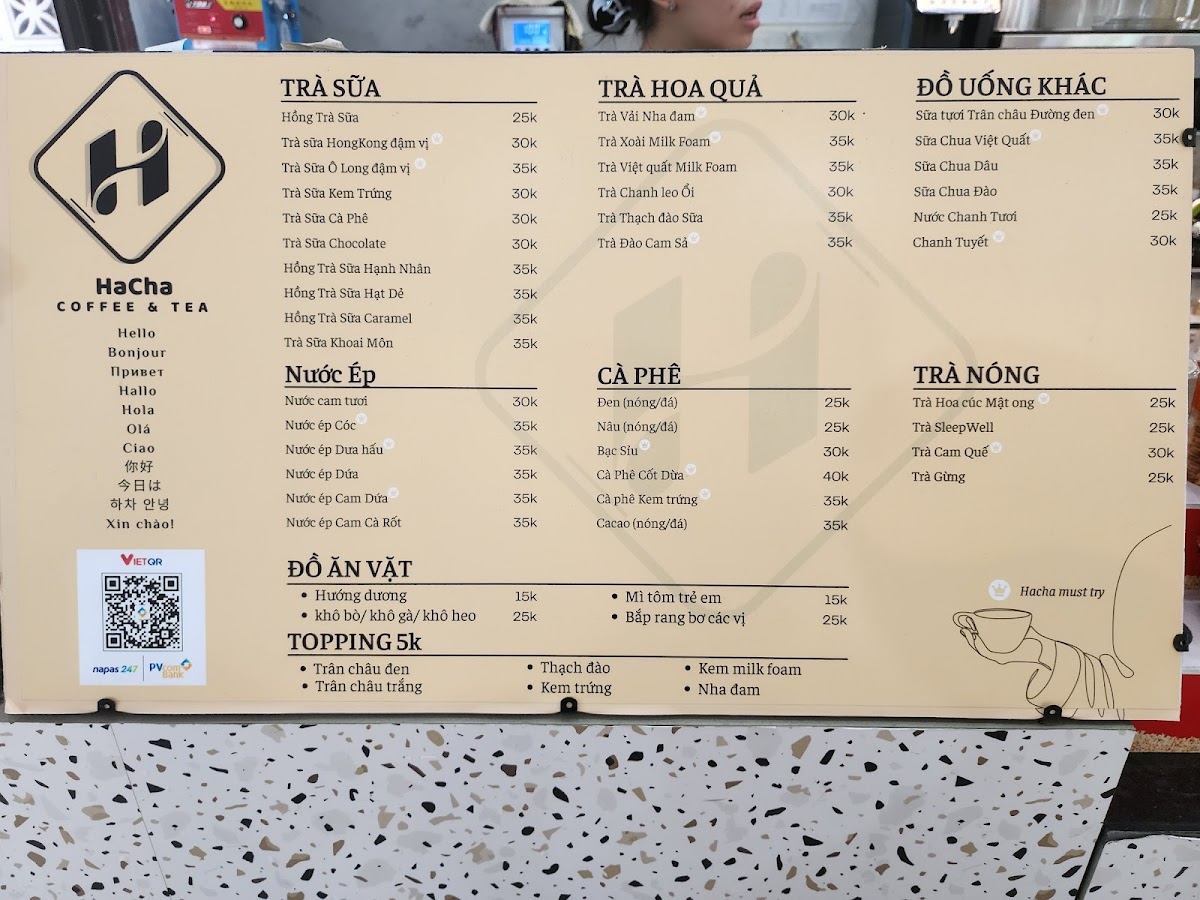 HaCha
COFFEE & TEA
Hello
Bonjour
Привет
Hallo
Hola
Olá
Ciao
你好
今日は
하차 안녕
Xin chào!
VIETQR
napas 247 PVcomBank
TRÀ SỮA
Hồng Trà Sữa 25k
Trà sữa HongKong đậm vị 30k
Trà Sữa Ô Long đậm vị 35k
Trà Sữa Kem Trứng 30k
Trà Sữa Cà Phê 30k
Trà Sữa Chocolate 30k
Hồng Trà Sữa Hạnh Nhân 35k
Hồng Trà Sữa Hạt Dẻ 35k
Hồng Trà Sữa Caramel 35k
Trà Sữa Khoai Môn 35k
TRÀ HOA QUẢ
Trà Vải Nha đam 30k
Trà Xoài Milk Foam 35k
Trà Việt quất Milk Foam 35k
Trà Chanh leo Ổi 30k
Trà Thạch đào Sữa 35k
Trà Đào Cam Sả 35k
ĐỒ UỐNG KHÁC
Sữa tươi Trân châu Đường đen 30k
Sữa Chua Việt Quất 35k
Sữa Chua Dâu 35k
Sữa Chua Đào 35k
Nước Chanh Tươi 25k
Chanh Tuyết 30k
Nước Ép
Nước cam tươi 30k
Nước ép Cóc 35k
Nước ép Dưa hấu 35k
Nước ép Dứa 35k
Nước ép Cam Dứa 35k
Nước ép Cam Cà Rốt 35k
CÀ PHÊ
Đen (nóng/đá) 25k
Nâu (nóng/đá) 25k
Bạc Sỉu 30k
Cà Phê Cốt Dừa 40k
Cà phê Kem trứng 35k
Cacao (nóng/đá) 35k
TRÀ NÓNG
Trà Hoa cúc Mật ong 25k
Trà SleepWell 25k
Trà Cam Quế 30k
Trà Gừng 25k
ĐỒ ĂN VẶT
• Hướng dương 15k
• khô bò/ khô gà/ khô heo 25k
• Mì tôm trẻ em 15k
• Bắp rang bơ các vị 25k
TOPPING 5k
• Trân châu đen
• Trân châu trắng
• Thạch đào
• Kem trứng
• Kem milk foam
• Nha đam
Hacha must try